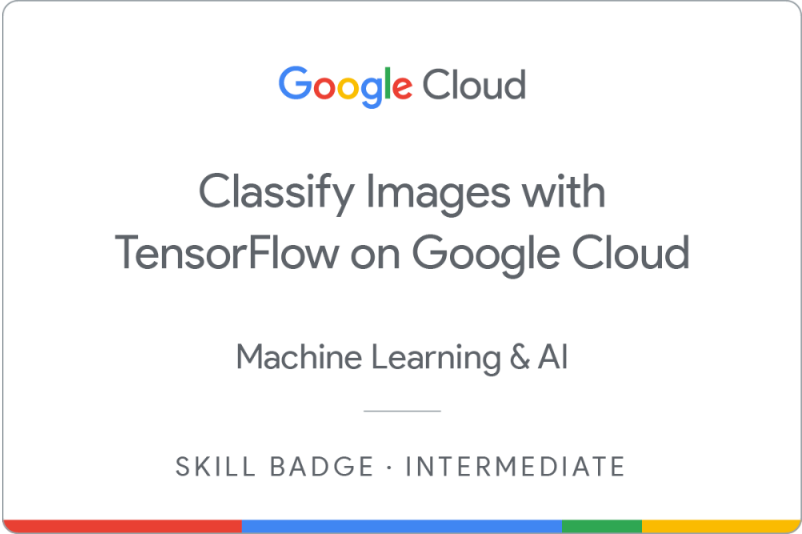 Google Cloud
Classify Images with
TensorFlow on Google Cloud
Machine Learning & AI
SKILL BADGE · INTERMEDIATE